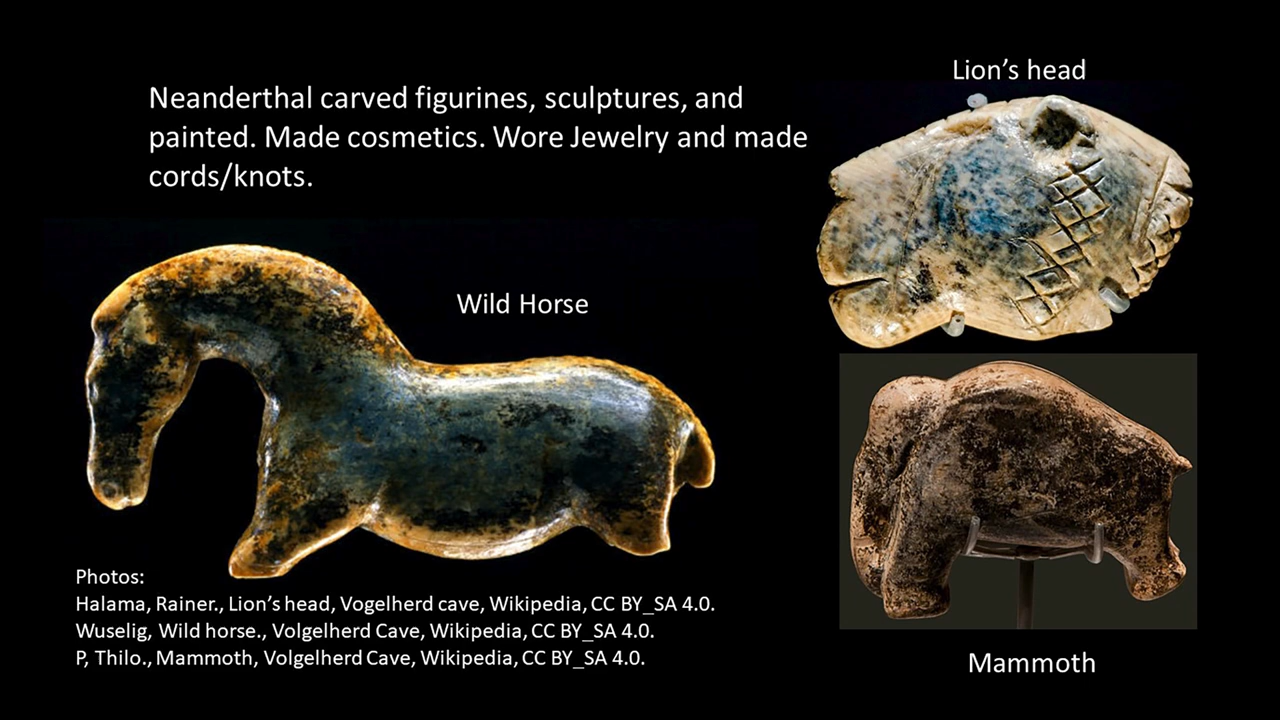 Lion’s head
Neanderthal carved figurines, sculptures, and
painted. Made cosmetics. Wore Jewelry and made
cords/knots.
Wild Horse
Photos:
Halama, Rainer., Lion’s head, Vogelherd cave, Wikipedia, CC BY_SA 4.0.
Wuselig, Wild horse., Volgelherd Cave, Wikipedia, CC BY_SA 4.0.
P, Thilo., Mammoth, Volgelherd Cave, Wikipedia, CC BY_SA 4.0.
Mammoth